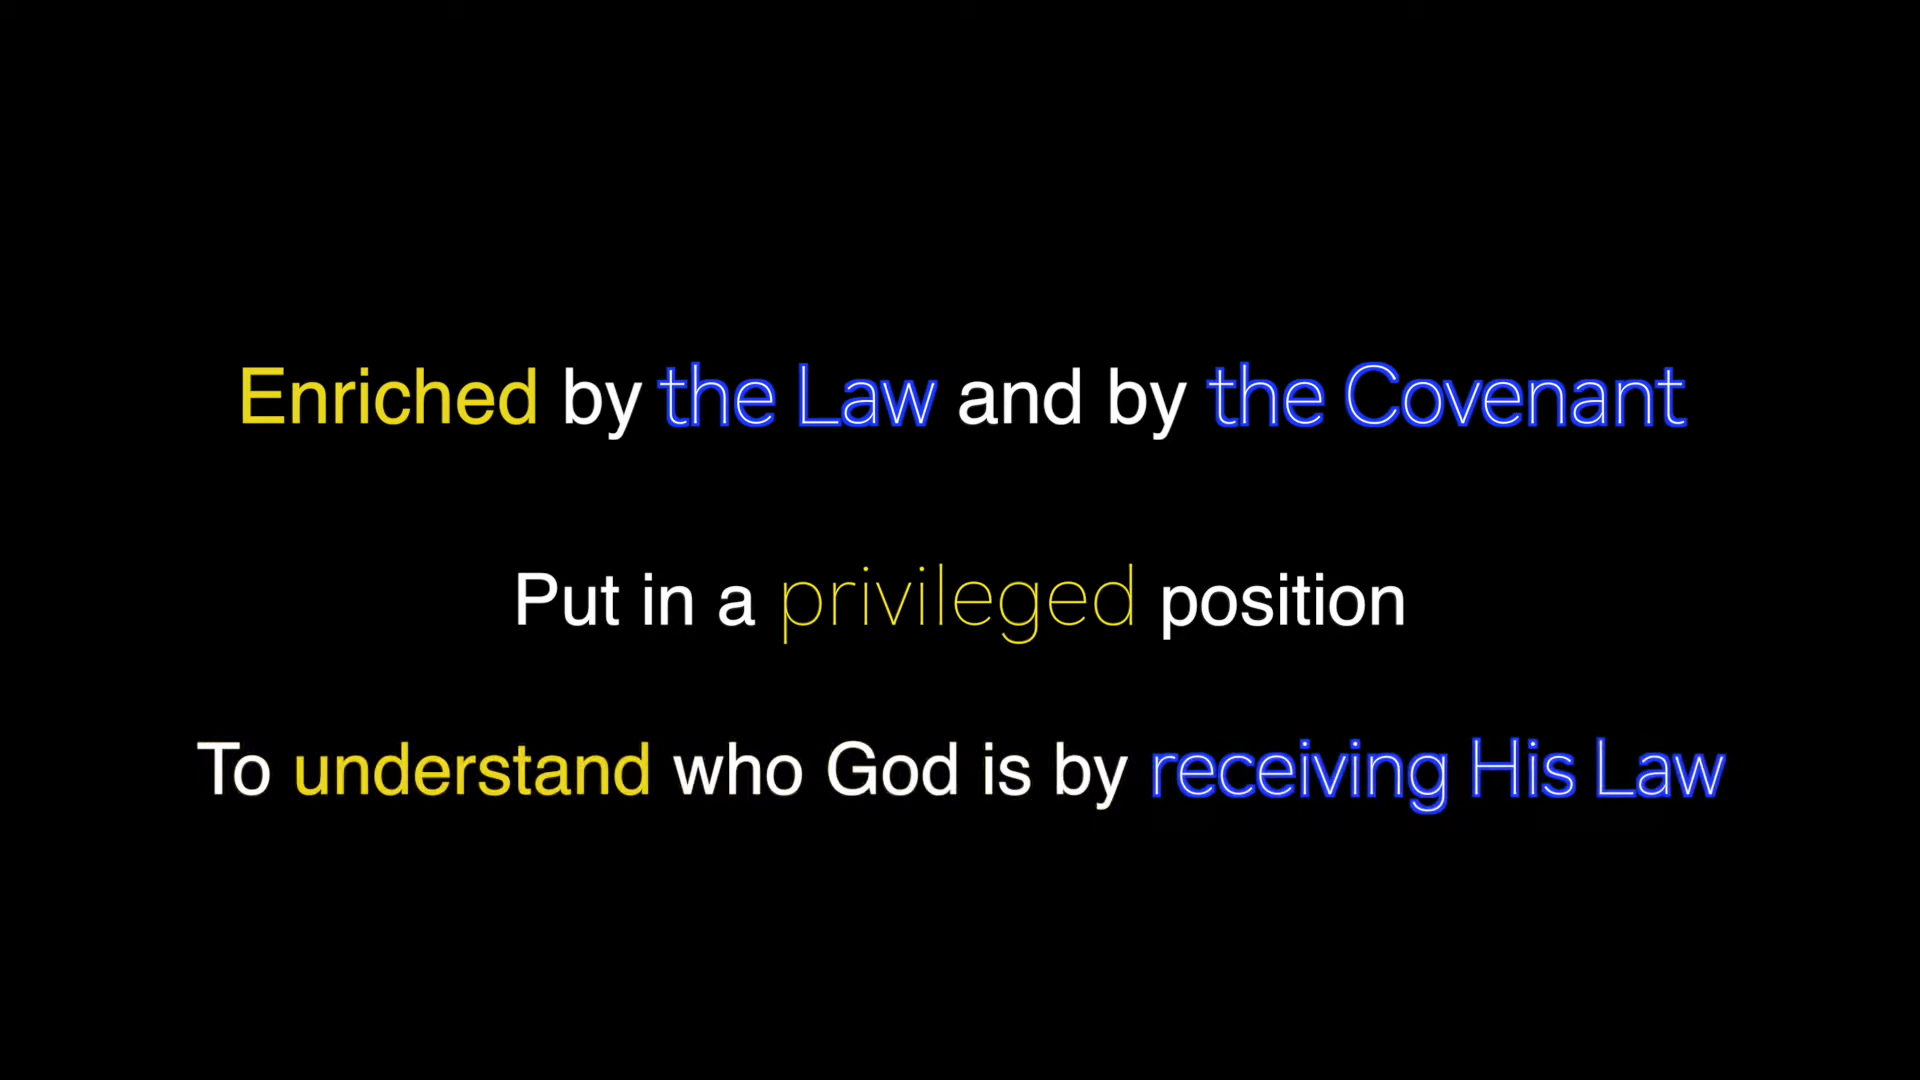 Enriched by the Law and by the Covenant
Put in a privileged position
To understand who God is by receiving His Law